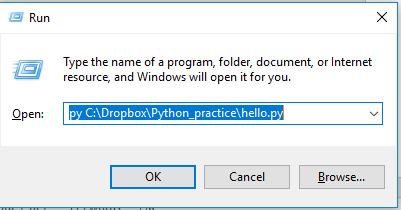 Run
Type the name of a program, folder, document, or Internet
resource, and Windows will open it for you.
Open:
py C:\Dropbox\Python_practice\hello.py
OK
Cancel
Browse...